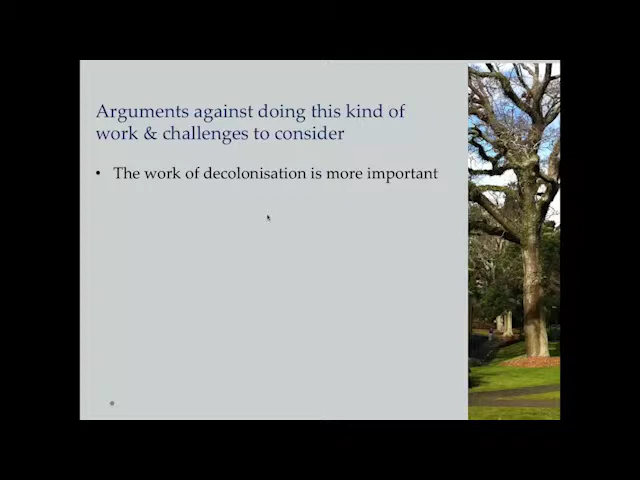 Arguments against doing this kind of
work & challenges to consider
• The work of decolonisation is more important